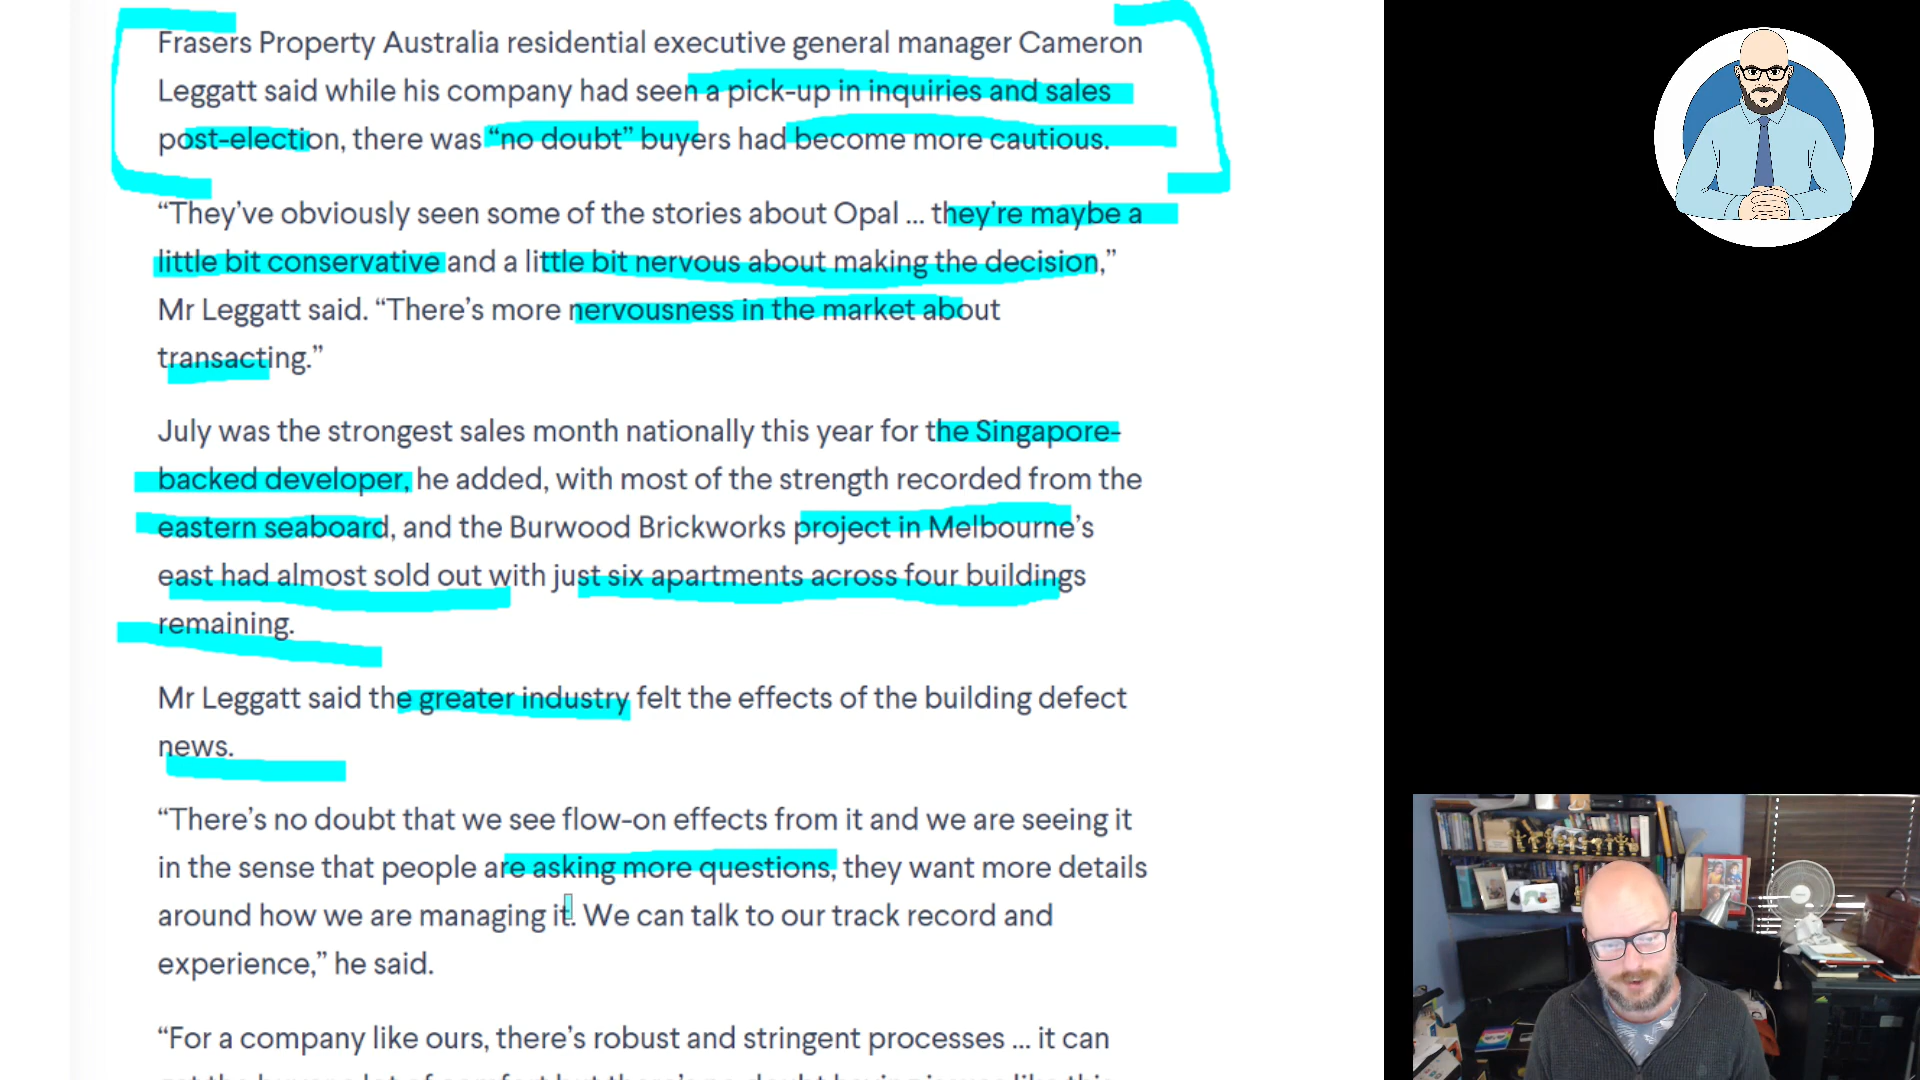 Frasers Property Australia residential executive general manager Cameron
Leggatt said while his company had seen a pick-up in inquiries and sales
post-election, there was “no doubt” buyers had become more cautious.
“They’ve obviously seen some of the stories about Opal ... they’re maybe a
little bit conservative and a little bit nervous about making the decision,”
Mr Leggatt said. “There’s more nervousness in the market about
transacting.”
July was the strongest sales month nationally this year for the Singapore-
backed developer, he added, with most of the strength recorded from the
eastern seaboard, and the Burwood Brickworks project in Melbourne’s
east had almost sold out with just six apartments across four buildings
remaining.
Mr Leggatt said the greater industry felt the effects of the building defect
news.
“There’s no doubt that we see flow-on effects from it and we are seeing it
in the sense that people are asking more questions, they want more details
around how we are managing it. We can talk to our track record and
experience,” he said.
“For a company like ours, there’s robust and stringent processes ... it can